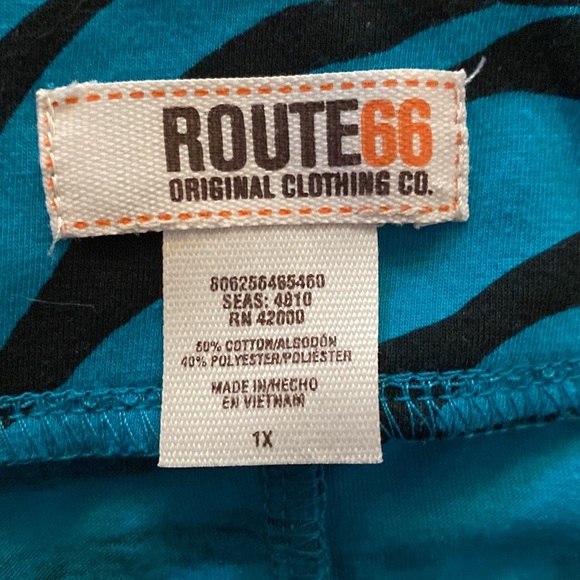 ROUTE66
ORIGINAL CLOTHING CO.
806256465460
SEAS: 4810
RN 42000
60% COTTON/ALGODÓN
40% POLYESTER/POLIÉSTER
MADE IN/HECHO
EN VIETNAM
1X